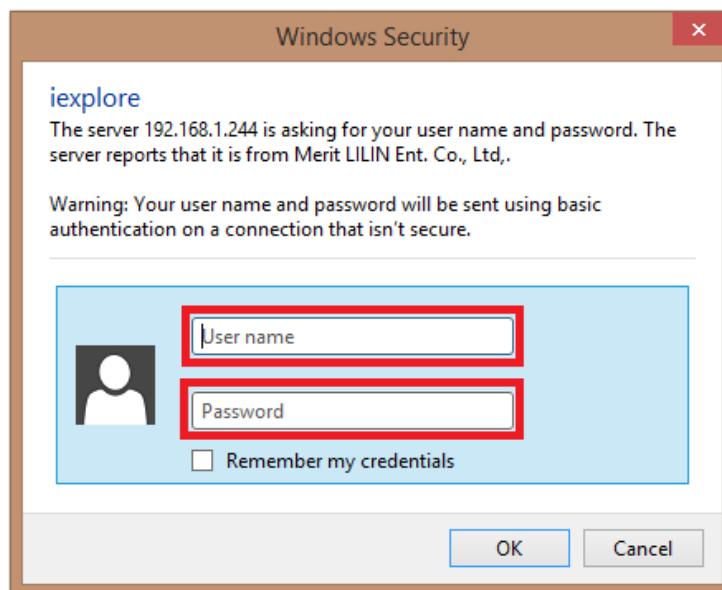 Windows Security
iexplore
The server 192.168.1.244 is asking for your user name and password. The
server reports that it is from Merit LILIN Ent. Co., Ltd,.
Warning: Your user name and password will be sent using basic
authentication on a connection that isn't secure.
User name
Password
Remember my credentials
OK
Cancel